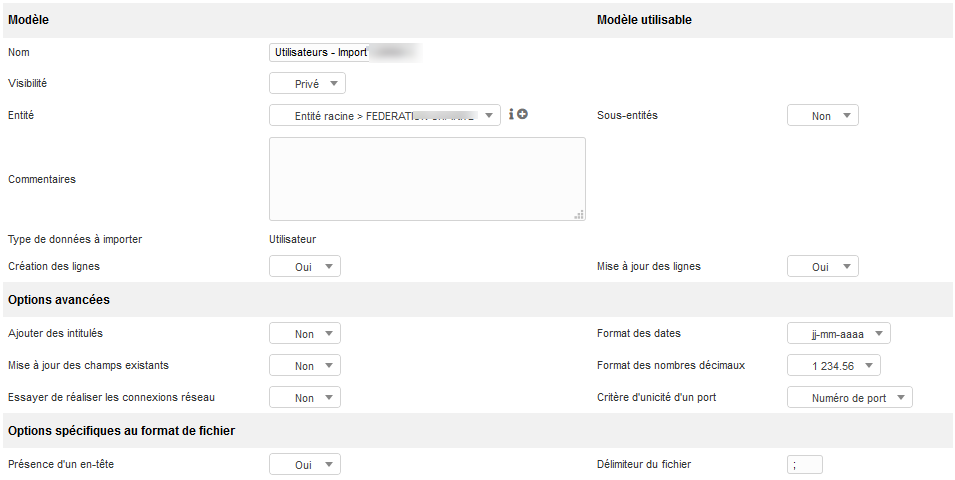 Modèle Modèle utilisable
Nom Utilisateurs - Import
Visibilité Privé
Entité Entité racine > Sous-entités Non
Commentaires
Type de données à importer Utilisateur
Création des lignes Oui Mise à jour des lignes Oui
Options avancées
Ajouter des intitulés Non Format des dates jj-mm-aaaa
Mise à jour des champs existants Non Format des nombres décimaux 1 234.56
Essayer de réaliser les connexions réseau Non Critère d'unicité d'un port Numéro de port
Options spécifiques au format de fichier
Présence d'un en-tête Oui Délimiteur du fichier ;